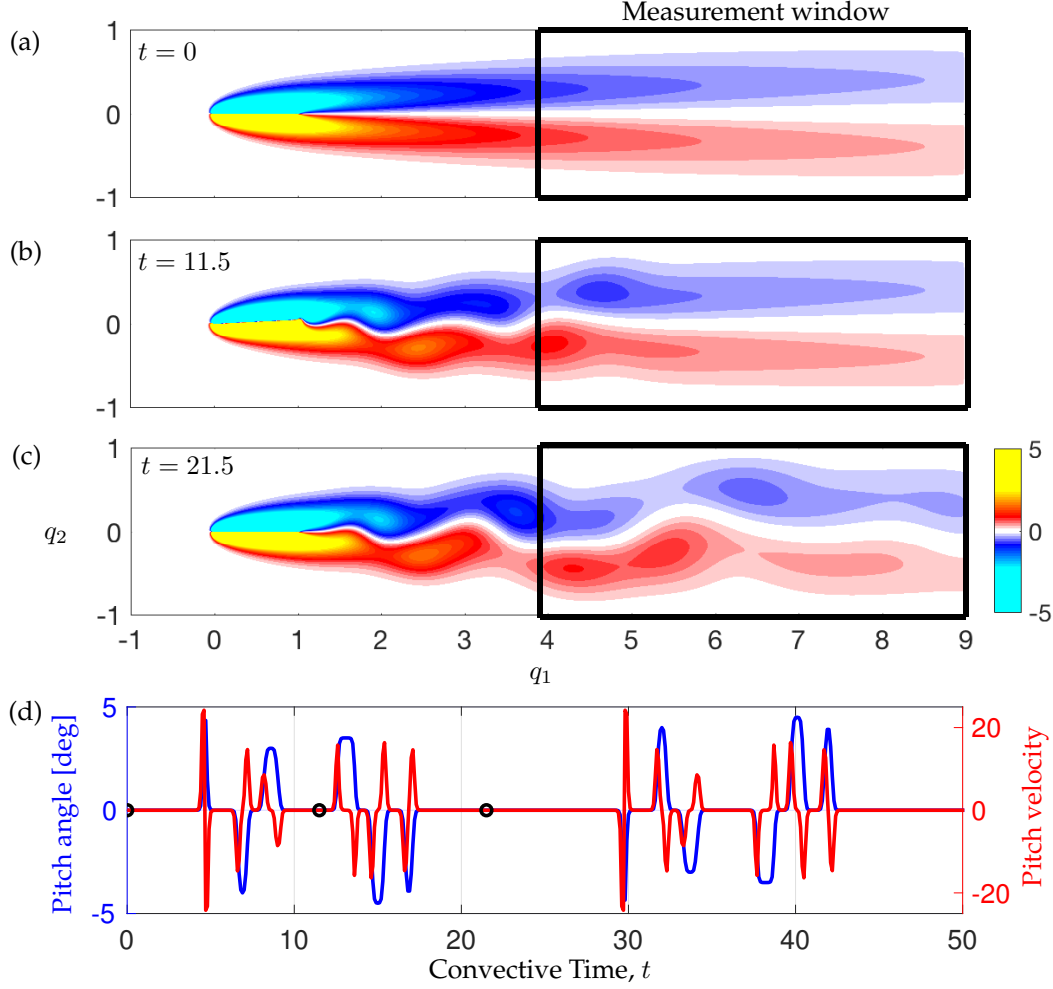 Measurement window
(a)
1
0
-1
t = 0
(b)
1
0
-1
t = 11.5
(c)
1
0
-1
t = 21.5
q2
-1 0 1 2 3 4 5 6 7 8 9
q1
5
0
-5
(d)
Pitch angle [deg]
5
0
-5
0 10 20 30 40 50
Convective Time, t
20
0
-20
Pitch velocity